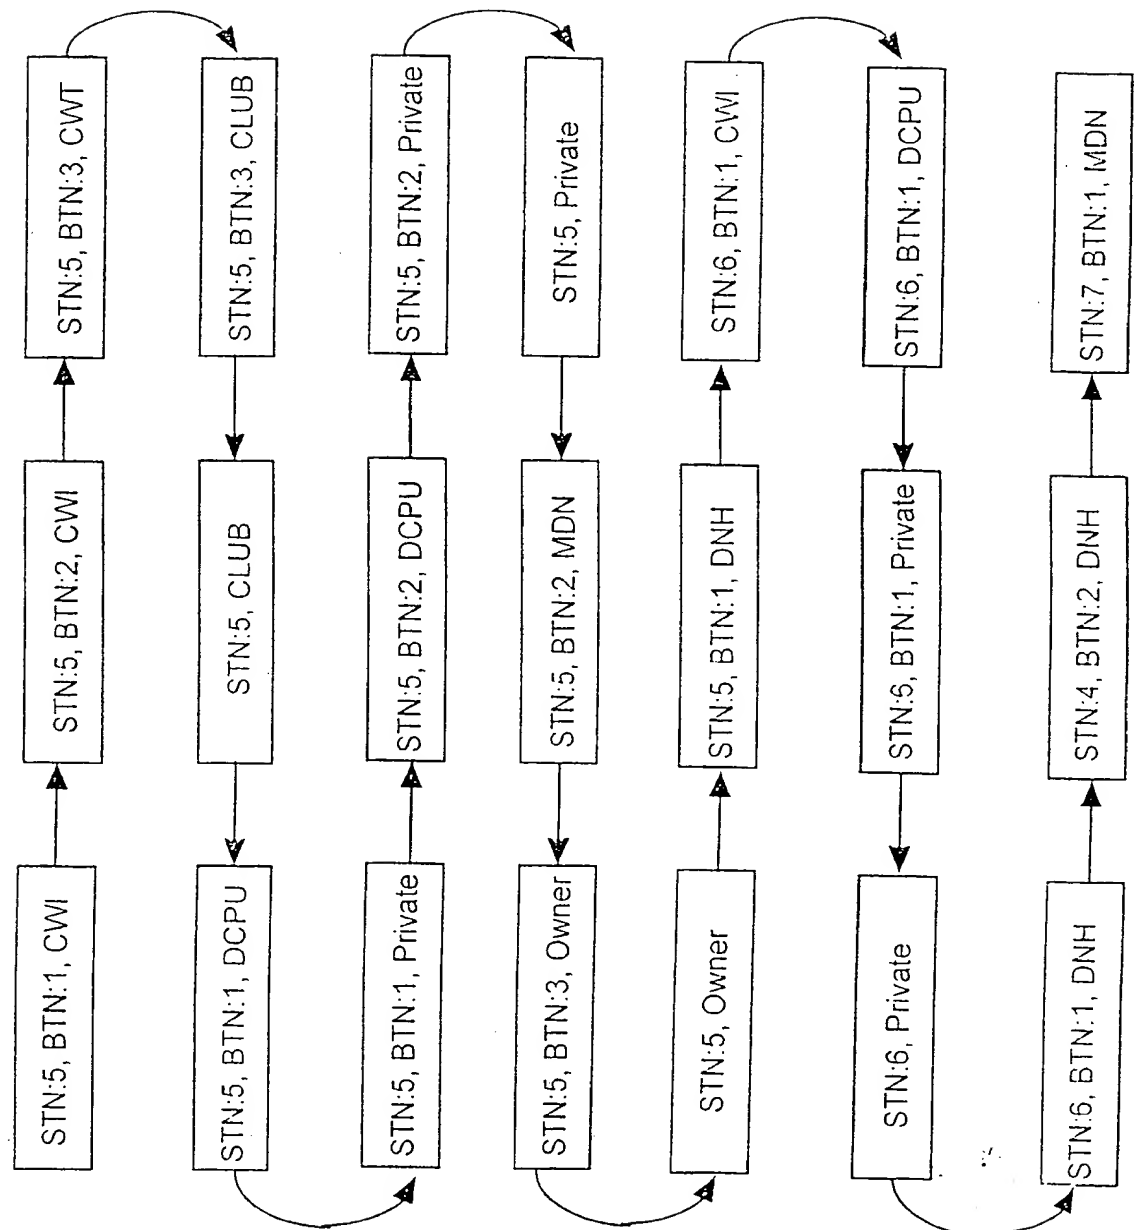 STN:5, BTN:1, CWI
STN:5, BTN:2, CWI
STN:5, BTN:3, CWT
STN:5, BTN:3, CLUB
STN:5, CLUB
STN:5, BTN:1, DCPU
STN:5, BTN:1, Private
STN:5, BTN:2, DCPU
STN:5, BTN:2, Private
STN:5, Private
STN:5, BTN:2, MDN
STN:5, BTN:3, Owner
STN:5, Owner
STN:5, BTN:1, DNH
STN:6, BTN:1, CWI
STN:6, BTN:1, DCPU
STN:6, BTN:1, Private
STN:6, Private
STN:6, BTN:1, DNH
STN:4, BTN:2, DNH
STN:7, BTN:1, MDN